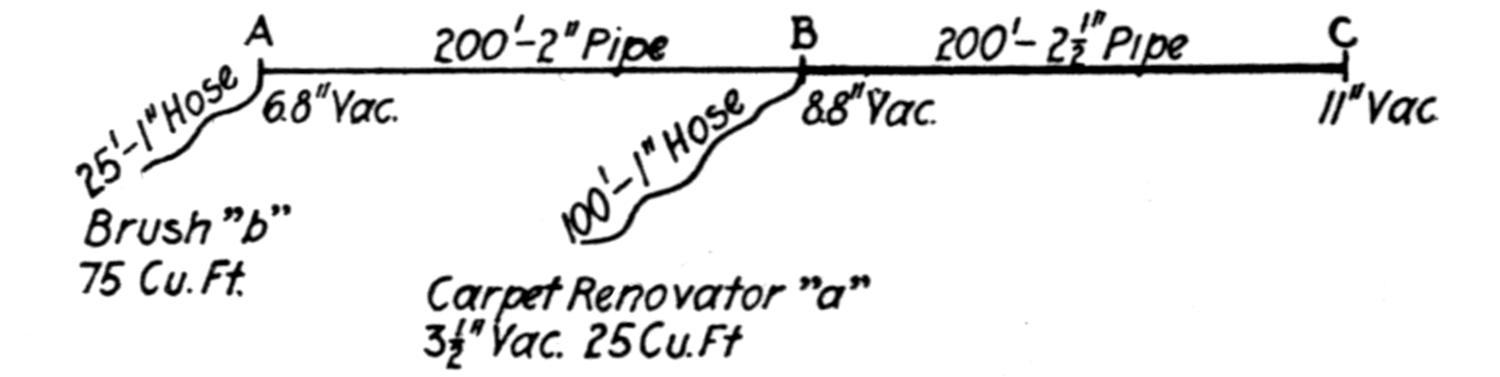 A
200'-2" Pipe
B
200'-2½" Pipe
C
25'-1" Hose
6.8" Vac.
100'-1" Hose
8.8" Vac.
11" Vac.
Brush "b"
75 Cu. Ft.
Carpet Renovator "a"
3½" Vac. 25 Cu. Ft